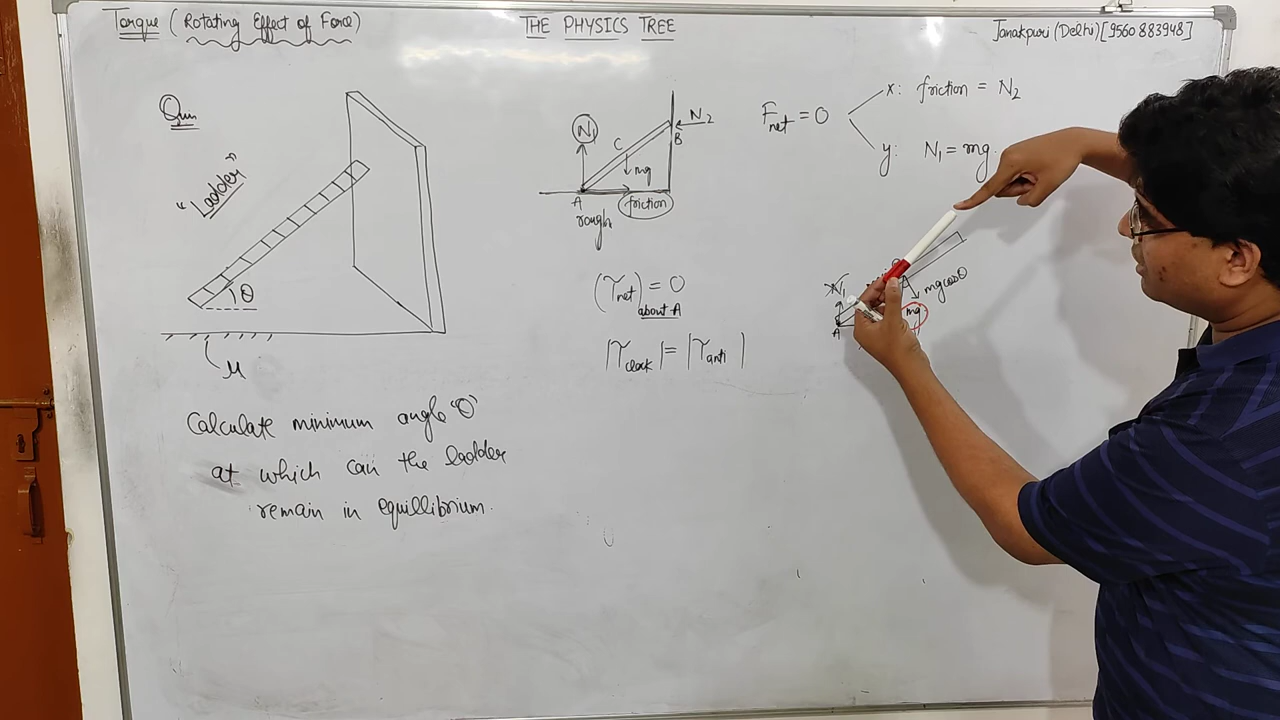 Torque (Rotating Effect of Force)
THE PHYSICS TREE
Janakpuri (Delhi) [9560883948]
Qus
"Ladder"
θ
μ
Calculate minimum angle "θ"
at which can the ladder
remain in equillibrium.
N₁
N₂
C
B
mg
A
friction
rough
(τnet) = 0
about A
|τclock| = |τanti|
Fnet = 0
x: friction = N₂
y: N₁ = mg
N₁
mgcosθ
mg
A